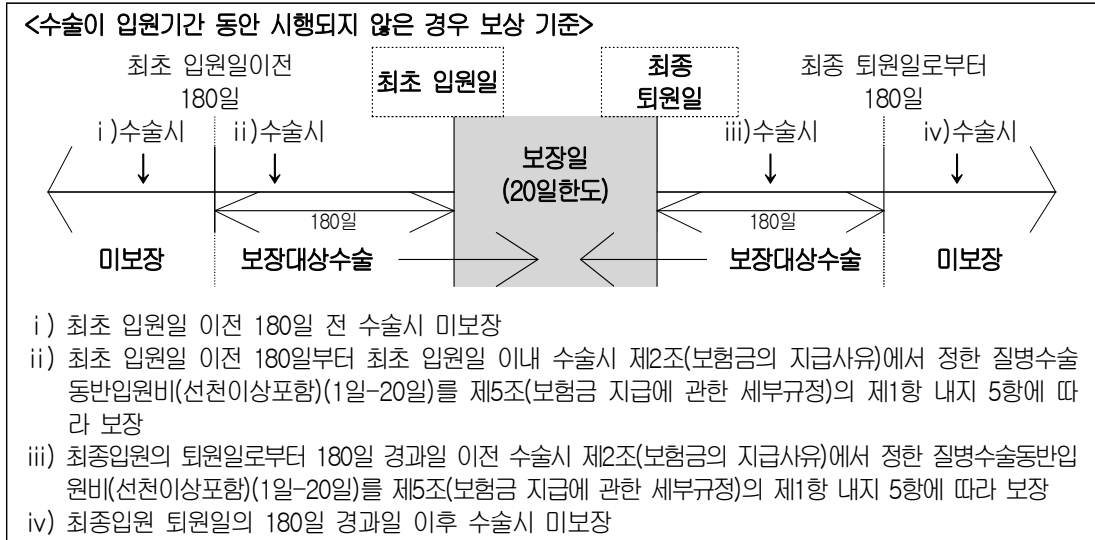 <수술이 입원기간 동안 시행되지 않은 경우 보상 기준>
최초 입원일이전
180일
최초 입원일
최종
퇴원일
최종 퇴원일로부터
180일
ⅰ)수술시
ⅱ)수술시
ⅲ)수술시
ⅳ)수술시
보장일
(20일한도)
180일
180일
미보장
보장대상수술
보장대상수술
미보장
ⅰ) 최초 입원일 이전 180일 전 수술시 미보장
ⅱ) 최초 입원일 이전 180일부터 최초 입원일 이내 수술시 제2조(보험금의 지급사유)에서 정한 질병수술
동반입원비(선천이상포함)(1일-20일)를 제5조(보험금 지급에 관한 세부규정)의 제1항 내지 5항에 따
라 보장
ⅲ) 최종입원의 퇴원일로부터 180일 경과일 이전 수술시 제2조(보험금의 지급사유)에서 정한 질병수술동반입
원비(선천이상포함)(1일-20일)를 제5조(보험금 지급에 관한 세부규정)의 제1항 내지 5항에 따라 보장
ⅳ) 최종입원 퇴원일의 180일 경과일 이후 수술시 미보장